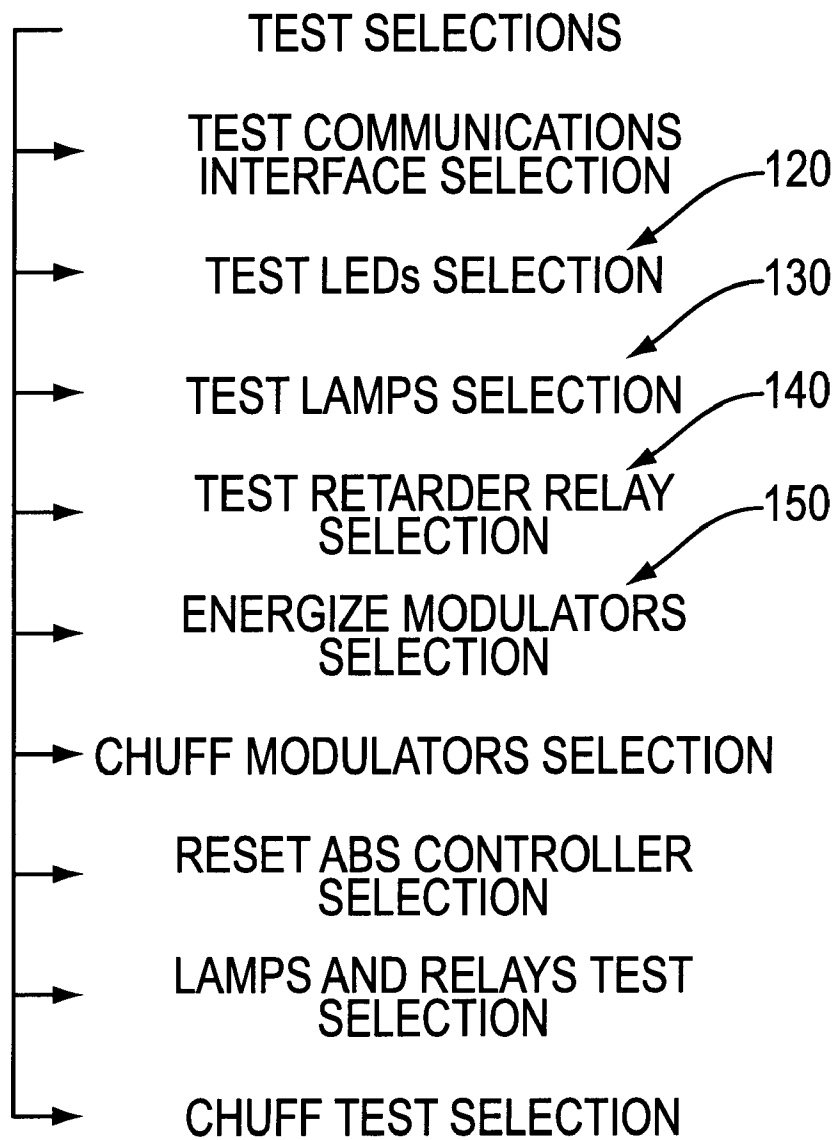 TEST SELECTIONS
TEST COMMUNICATIONS
INTERFACE SELECTION
120
TEST LEDs SELECTION
130
TEST LAMPS SELECTION
140
TEST RETARDER RELAY
SELECTION
150
ENERGIZE MODULATORS
SELECTION
CHUFF MODULATORS SELECTION
RESET ABS CONTROLLER
SELECTION
LAMPS AND RELAYS TEST
SELECTION
CHUFF TEST SELECTION